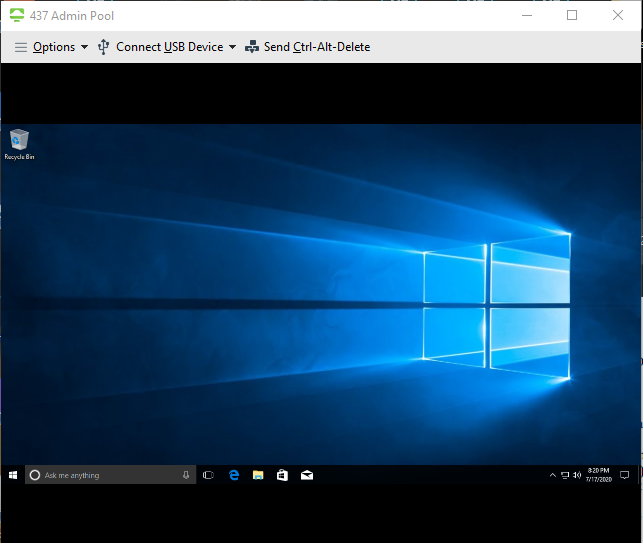 437 Admin Pool
Options Connect USB Device Send Ctrl-Alt-Delete
Recycle Bin
Ask me anything
8:20 PM
7/17/2020